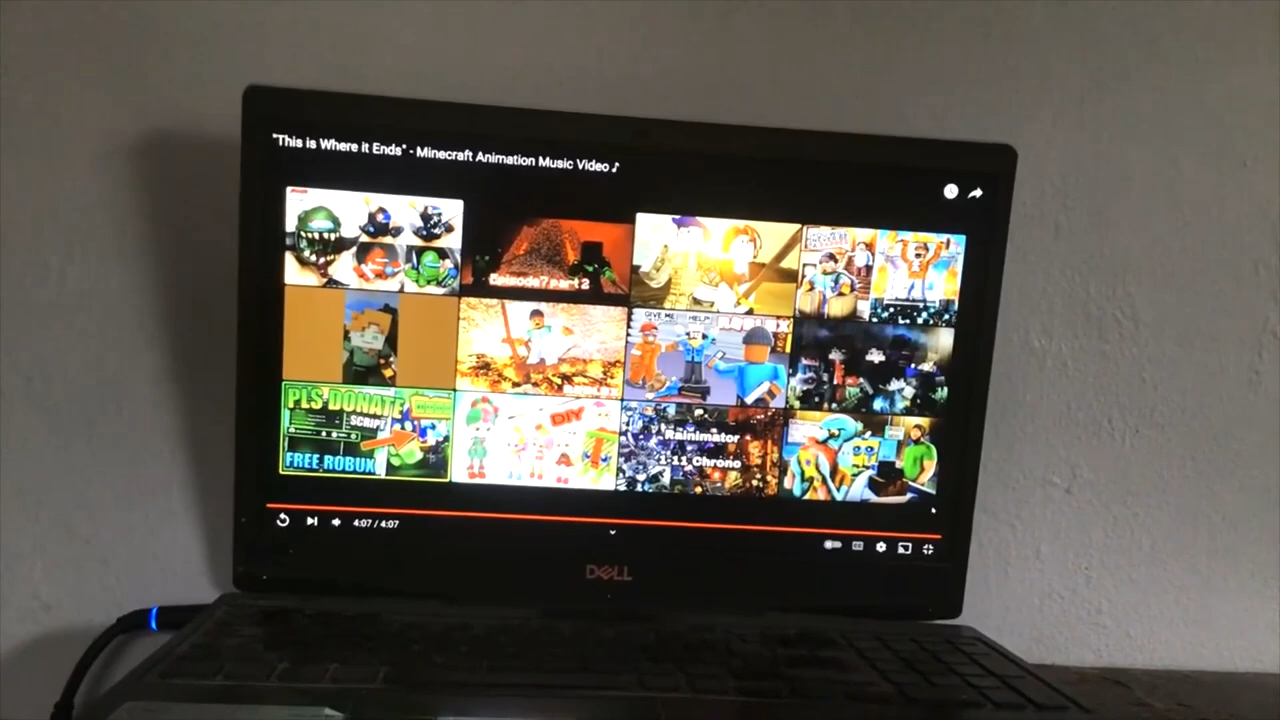 "This is Where it Ends" - Minecraft Animation Music Video ♪
Episode7 part 2
GIVE ME
HELP!
ROBLOX
PLS DONATE
SCRIPT
FREE ROBUX
DIY
Rainimator
1-11 Chrono
4:07 / 4:07
DELL